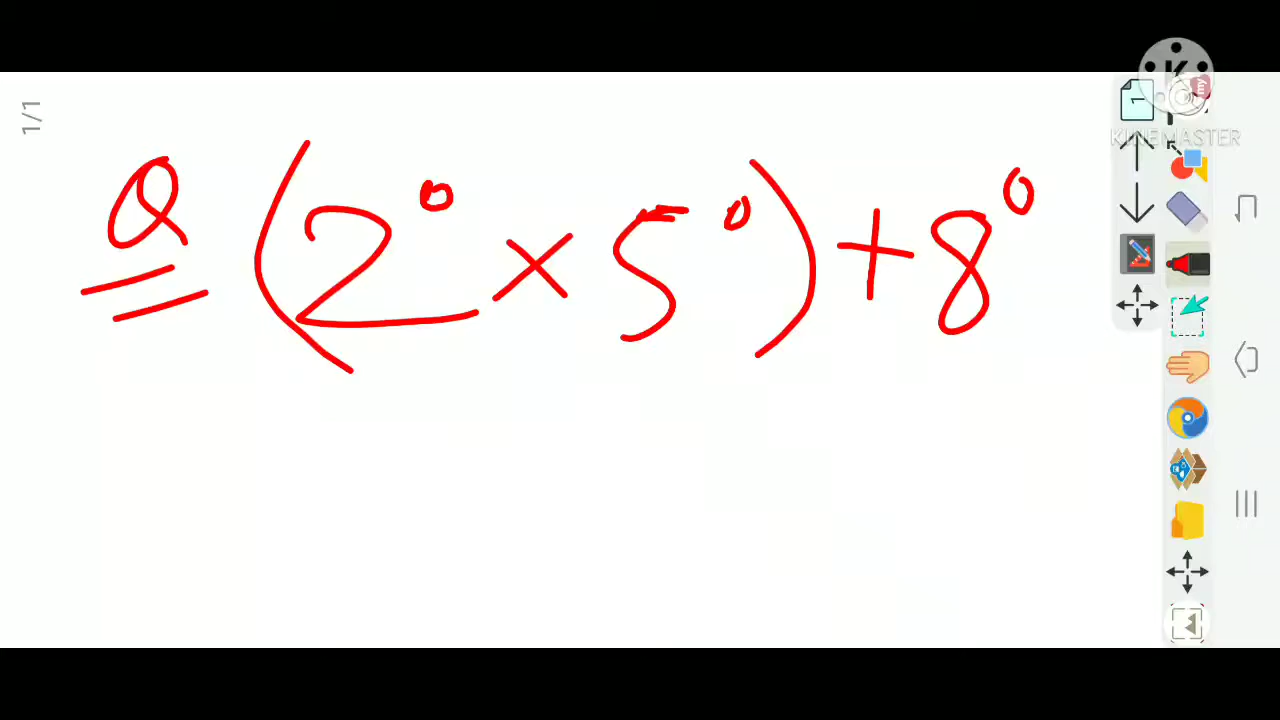 1/1
Q (2⁰ × 5⁰) + 8⁰
KINEMASTER